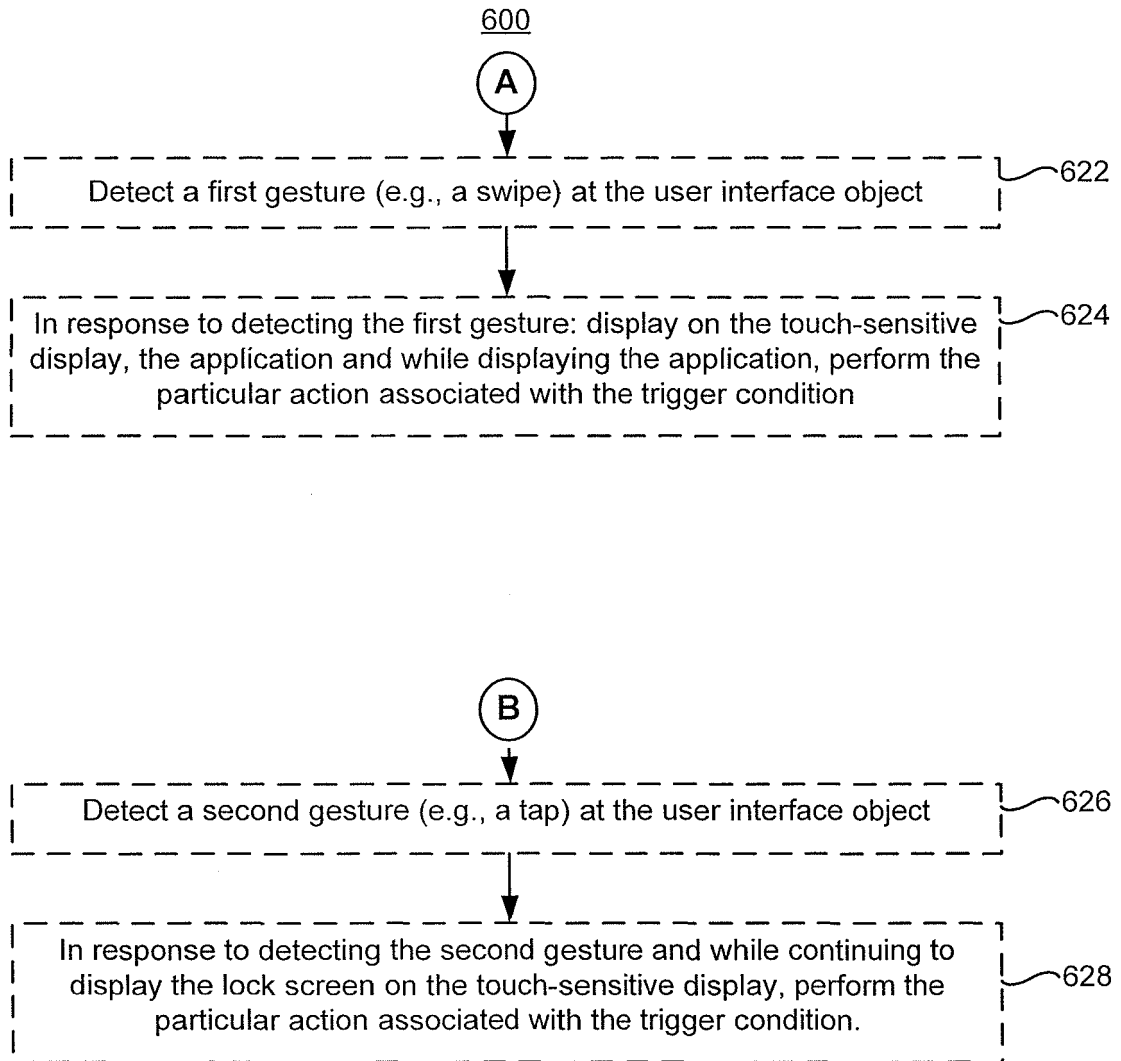 600
A
Detect a first gesture (e.g., a swipe) at the user interface object
622
In response to detecting the first gesture: display on the touch-sensitive
display, the application and while displaying the application, perform the
particular action associated with the trigger condition
624
B
Detect a second gesture (e.g., a tap) at the user interface object
626
In response to detecting the second gesture and while continuing to
display the lock screen on the touch-sensitive display, perform the
particular action associated with the trigger condition.
628